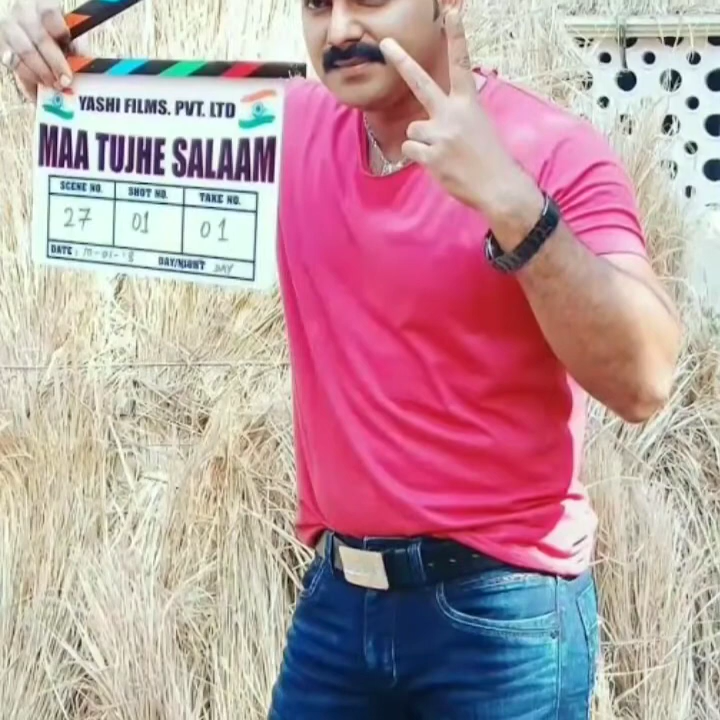 YASHI FILMS. PVT. LTD
MAA TUJHE SALAAM
SCENE NO. SHOT NO. TAKE NO.
27 01 01
DATE :
DAY/NIGHT DAY